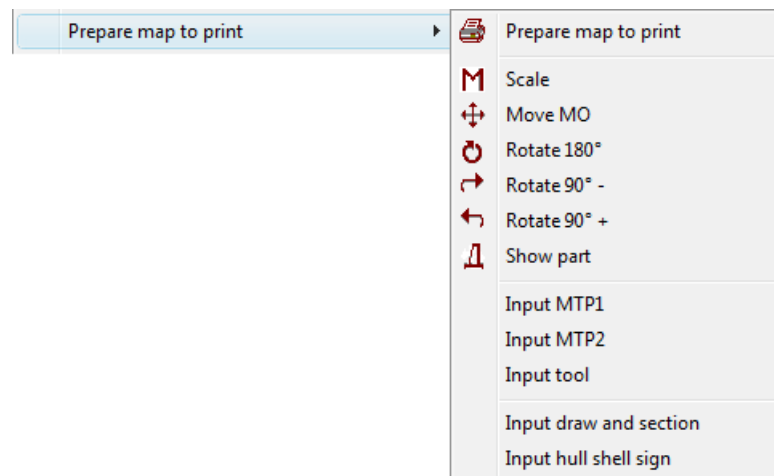 Prepare map to print
Prepare map to print
M Scale
Move MO
Rotate 180°
Rotate 90° -
Rotate 90° +
Д Show part
Input MTP1
Input MTP2
Input tool
Input draw and section
Input hull shell sign